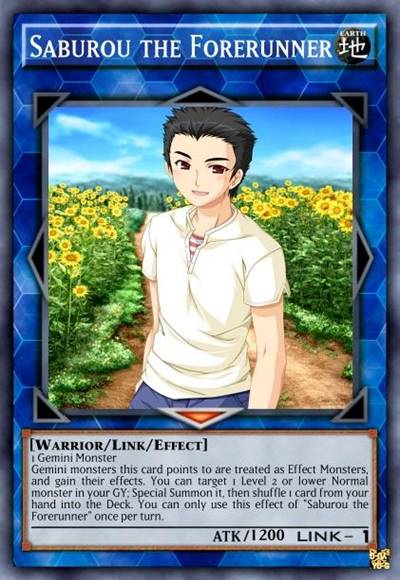 SABUROU THE FORERUNNER
EARTH
地
[WARRIOR/LINK/EFFECT]
1 Gemini Monster
Gemini monsters this card points to are treated as Effect Monsters,
and gain their effects. You can target 1 Level 2 or lower Normal
monster in your GY; Special Summon it, then shuffle 1 card from your
hand into the Deck. You can only use this effect of "Saburou the
Forerunner" once per turn.
ATK/1200 LINK-1